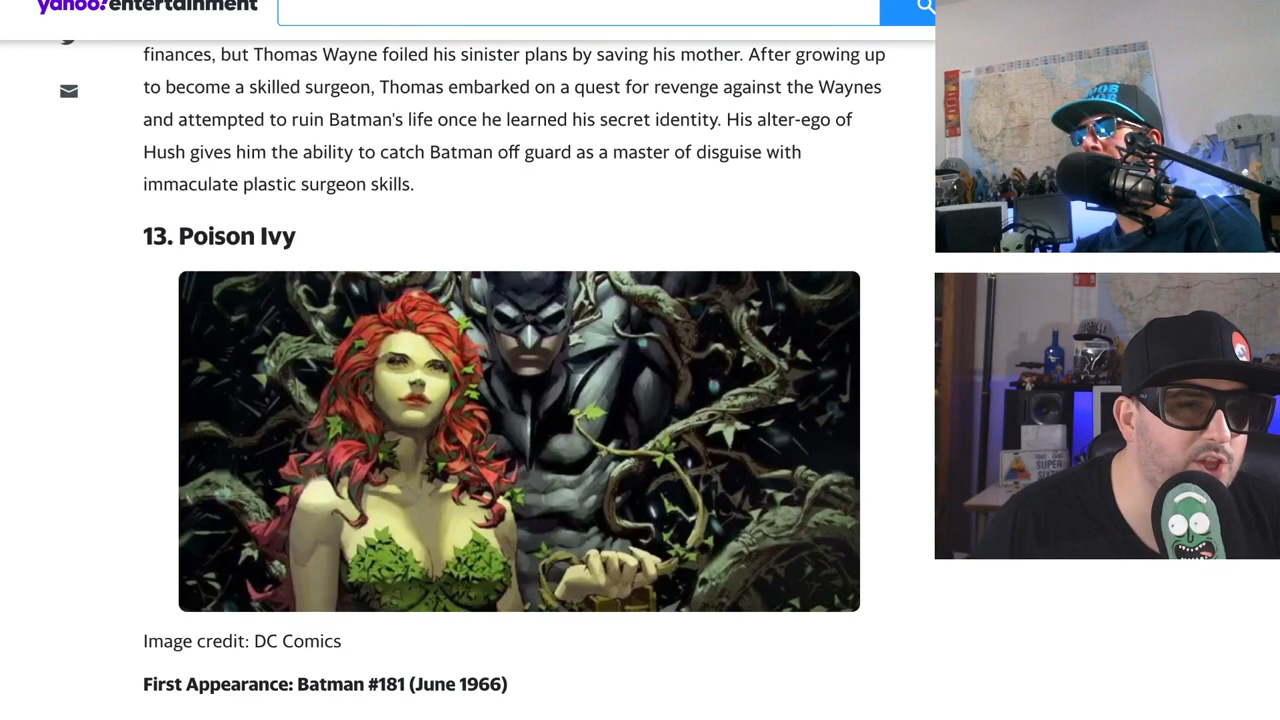 yahoo!entertainment
finances, but Thomas Wayne foiled his sinister plans by saving his mother. After growing up
to become a skilled surgeon, Thomas embarked on a quest for revenge against the Waynes
and attempted to ruin Batman's life once he learned his secret identity. His alter-ego of
Hush gives him the ability to catch Batman off guard as a master of disguise with
immaculate plastic surgeon skills.
13. Poison Ivy
Image credit: DC Comics
First Appearance: Batman #181 (June 1966)
SUPER